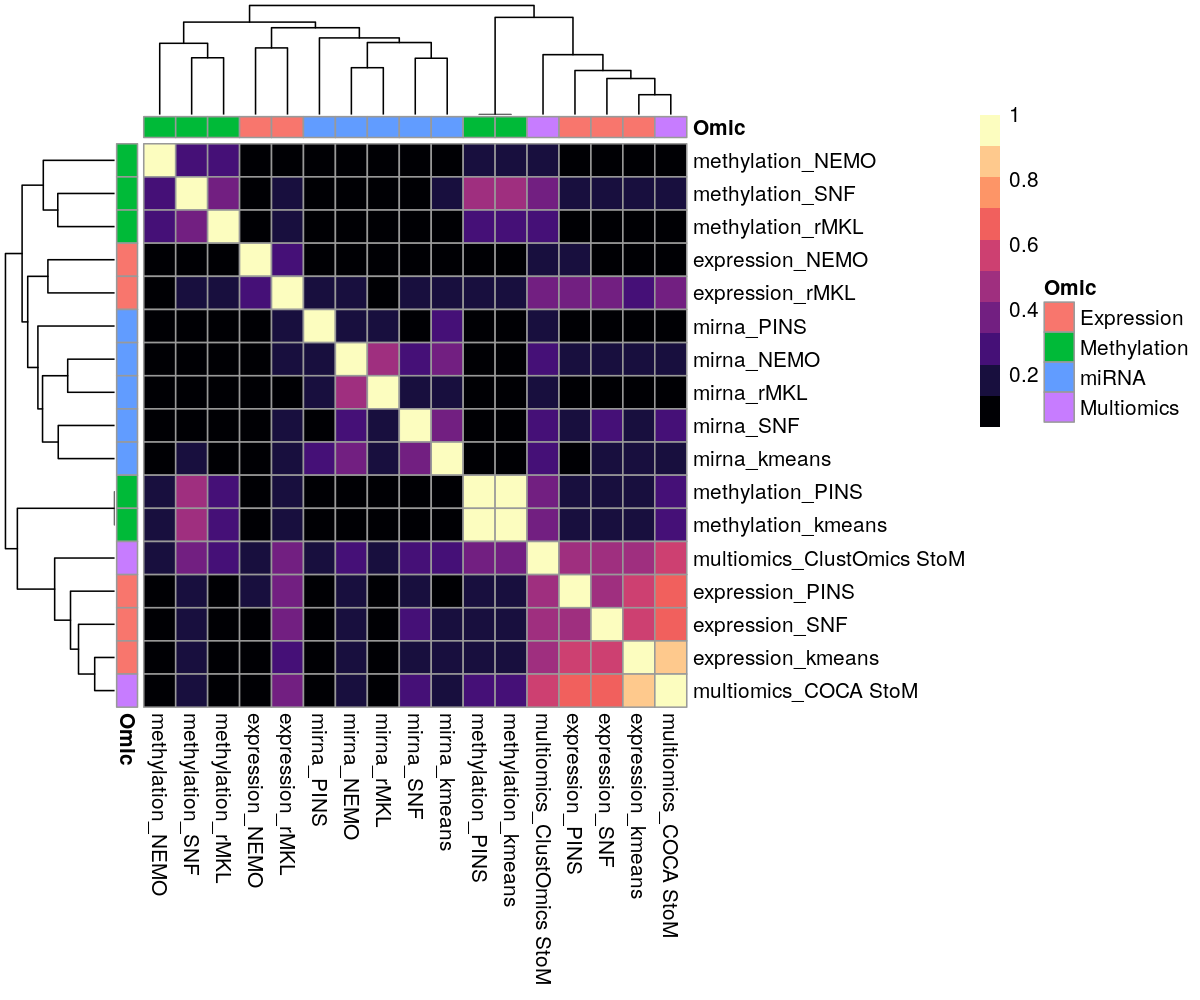 Omic
methylation_NEMO
methylation_SNF
methylation_rMKL
expression_NEMO
expression_rMKL
mirna_PINS
mirna_NEMO
mirna_rMKL
mirna_SNF
mirna_kmeans
methylation_PINS
methylation_kmeans
multiomics_ClustOmics StoM
expression_PINS
expression_SNF
expression_kmeans
multiomics_COCA StoM
Omic
methylation_NEMO
methylation_SNF
methylation_rMKL
expression_NEMO
expression_rMKL
mirna_PINS
mirna_NEMO
mirna_rMKL
mirna_SNF
mirna_kmeans
methylation_PINS
methylation_kmeans
multiomics_ClustOmics StoM
expression_PINS
expression_SNF
expression_kmeans
multiomics_COCA StoM
1
0.8
0.6
0.4
0.2
Omic
Expression
Methylation
miRNA
Multiomics